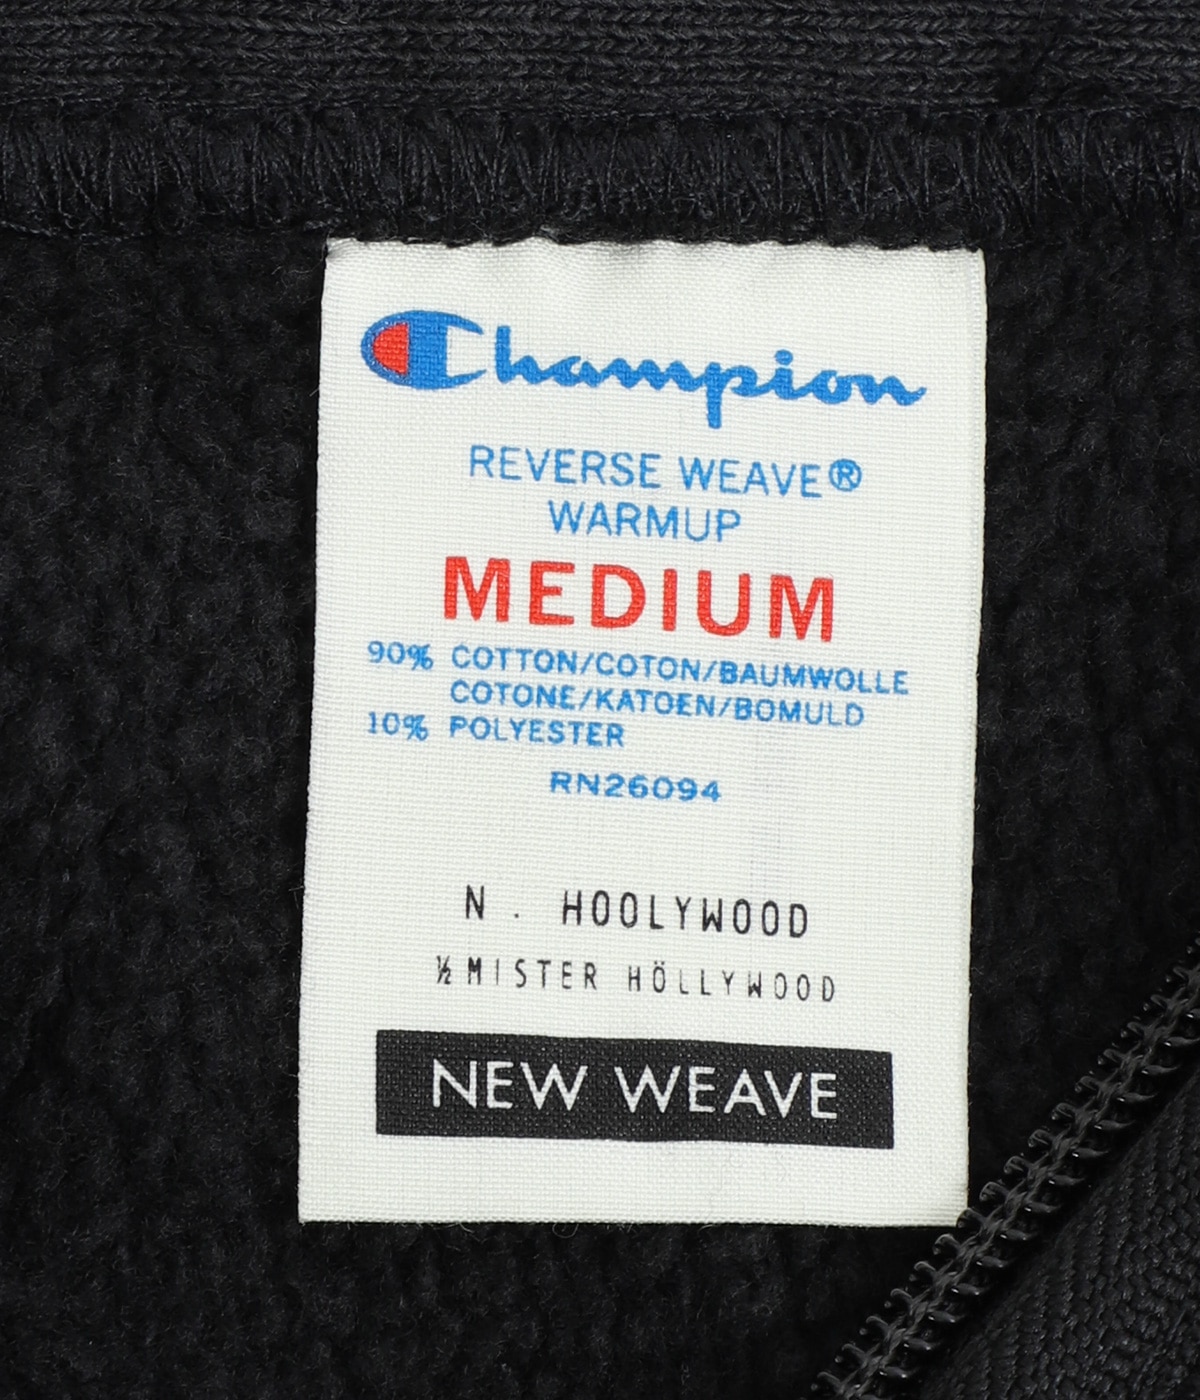 Champion
REVERSE WEAVE®
WARMUP
MEDIUM
90% COTTON/COTON/BAUMWOLLE
COTONE/KATOEN/BOMULD
10% POLYESTER
RN26094
N . HOOLYWOOD
½ MISTER HÖLLYWOOD
NEW WEAVE